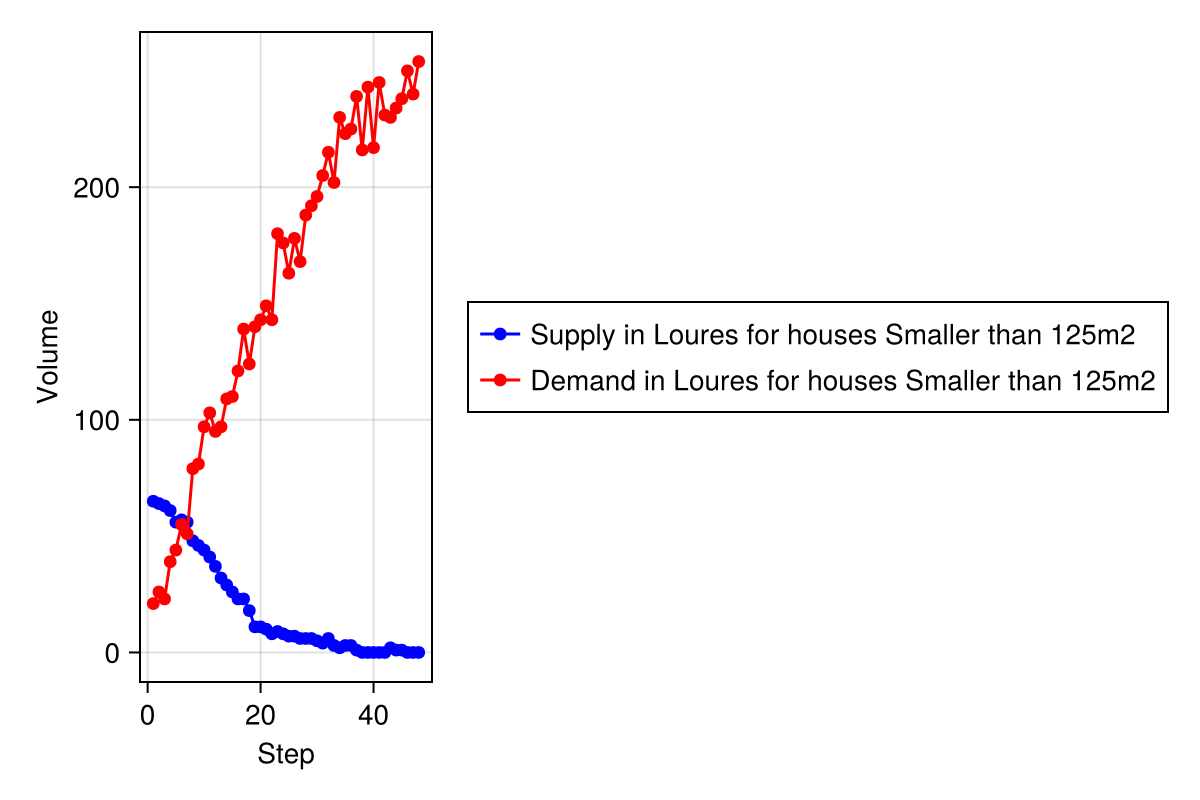 200
100
0
Volume
0 20 40
Step
Supply in Loures for houses Smaller than 125m2
Demand in Loures for houses Smaller than 125m2